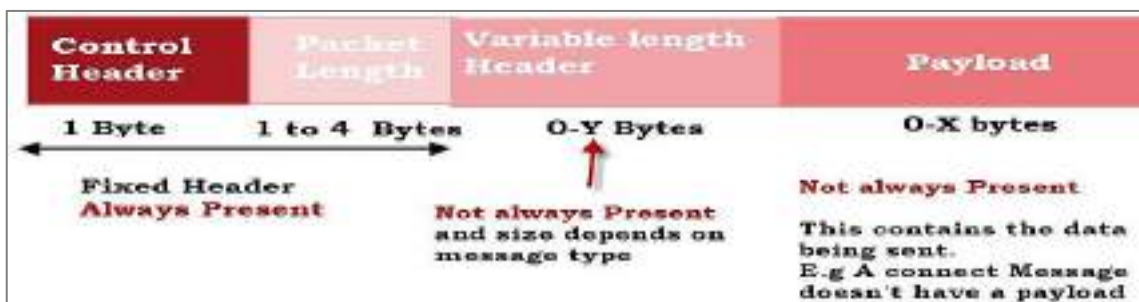 Control
Header
Packet
Length
Variable length
Header
Payload
1 Byte
1 to 4 Bytes
0-Y Bytes
0-X bytes
Fixed Header
Always Present
Not always Present
and size depends on
message type
Not always Present
This contains the data
being sent.
E.g A connect Message
doesn't have a payload